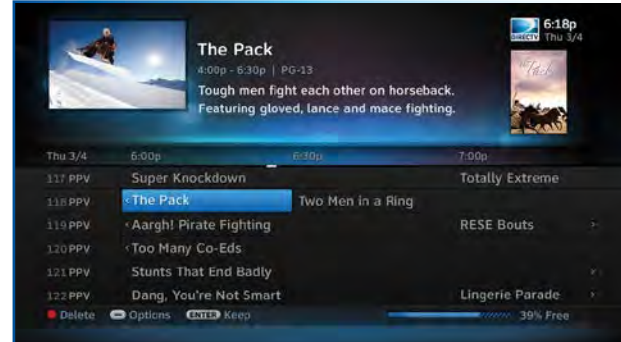 6:18p
DIRECTV Thu 3/4
The Pack
4:00p - 6:30p | PG-13
Tough men fight each other on horseback.
Featuring gloved, lance and mace fighting.
Pack
Thu 3/4 6:00p 6:30p 7:00p
117 PPV Super Knockdown Totally Extreme
118 PPV ‹The Pack Two Men in a Ring
119 PPV ‹Aargh! Pirate Fighting RESE Bouts ›
120 PPV ‹Too Many Co-Eds
121 PPV Stunts That End Badly ›
122 PPV Dang, You're Not Smart Lingerie Parade ›
Delete Options ENTER Keep 39% Free